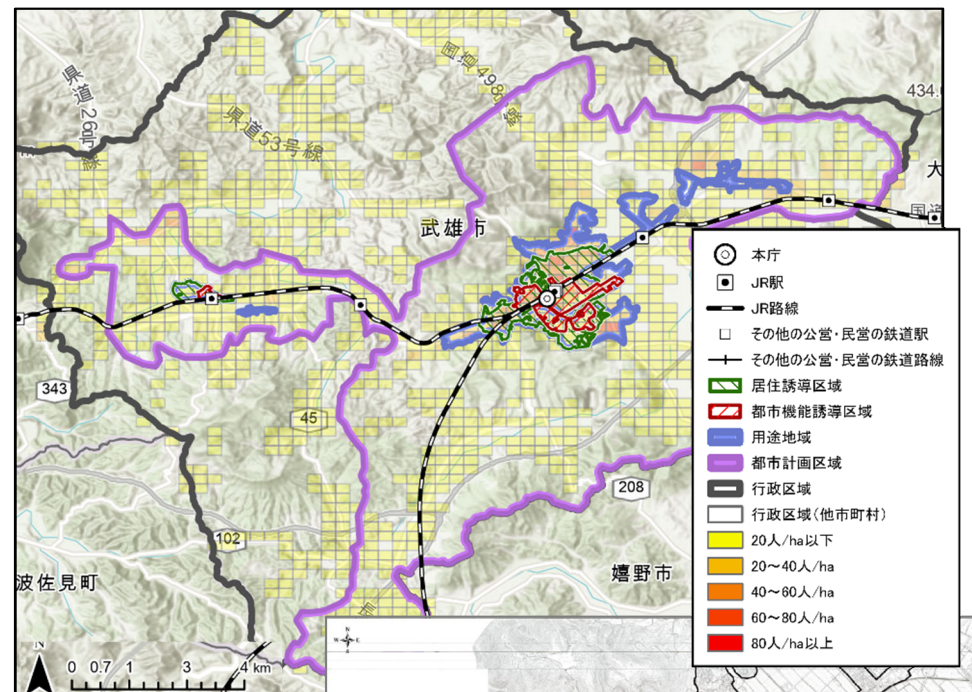 県道26号線
国道498号線
県道53号線
434.
大
国道
武雄市
本庁
JR駅
JR路線
その他の公営・民営の鉄道駅
その他の公営・民営の鉄道路線
居住誘導区域
都市機能誘導区域
用途地域
都市計画区域
行政区域
行政区域(他市町村)
20人/ha以下
20~40人/ha
40~60人/ha
60~80人/ha
80人/ha以上
343
45
208
102
波佐見町
嬉野市
N
0 0.7 1 3 4 km
N
W E
S